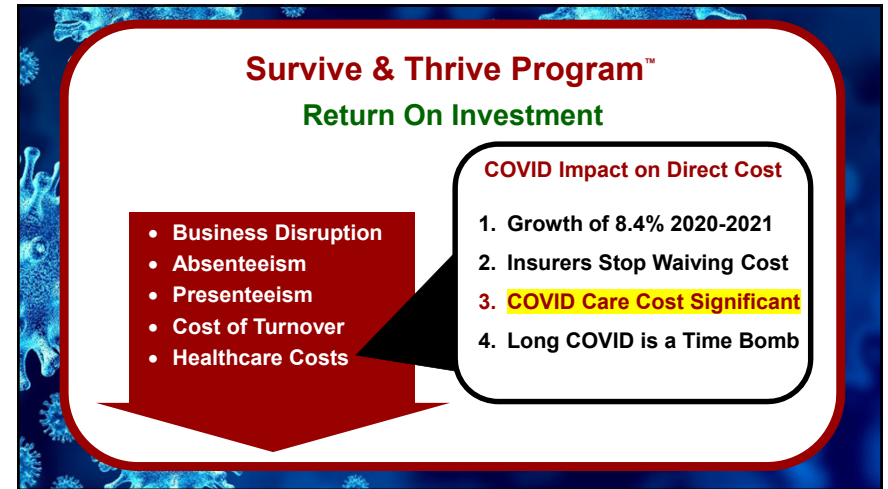 Survive & Thrive Program™
Return On Investment
• Business Disruption
• Absenteeism
• Presenteeism
• Cost of Turnover
• Healthcare Costs
COVID Impact on Direct Cost
1. Growth of 8.4% 2020-2021
2. Insurers Stop Waiving Cost
3. COVID Care Cost Significant
4. Long COVID is a Time Bomb